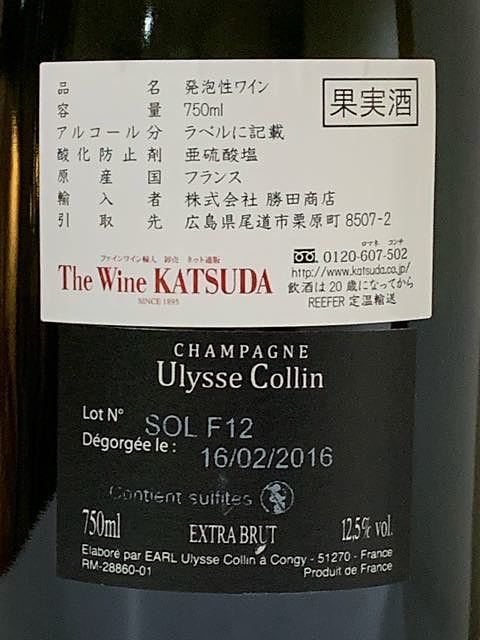 品名 発泡性ワイン
容量 750ml
アルコール分 ラベルに記載
酸化防止剤 亜硫酸塩
原産国 フランス
輸入者 株式会社 勝田商店
引取先 広島県尾道市栗原町 8507-2
果実酒
ファインワイン輸入 卸売 ネット通販
The Wine KATSUDA
SINCE 1895
ロマネ コンチ
0120-607-502
http://www.katsuda.co.jp/
飲酒は 20 歳になってから
REEFER 定温輸送
CHAMPAGNE
Ulysse Collin
Lot N° SOL F12
Dégorgée le : 16/02/2016
Contient sulfites
750ml EXTRA BRUT 12,5% vol.
Elaboré par EARL Ulysse Collin à Congy - 51270 - France
RM-28860-01 Produit de France